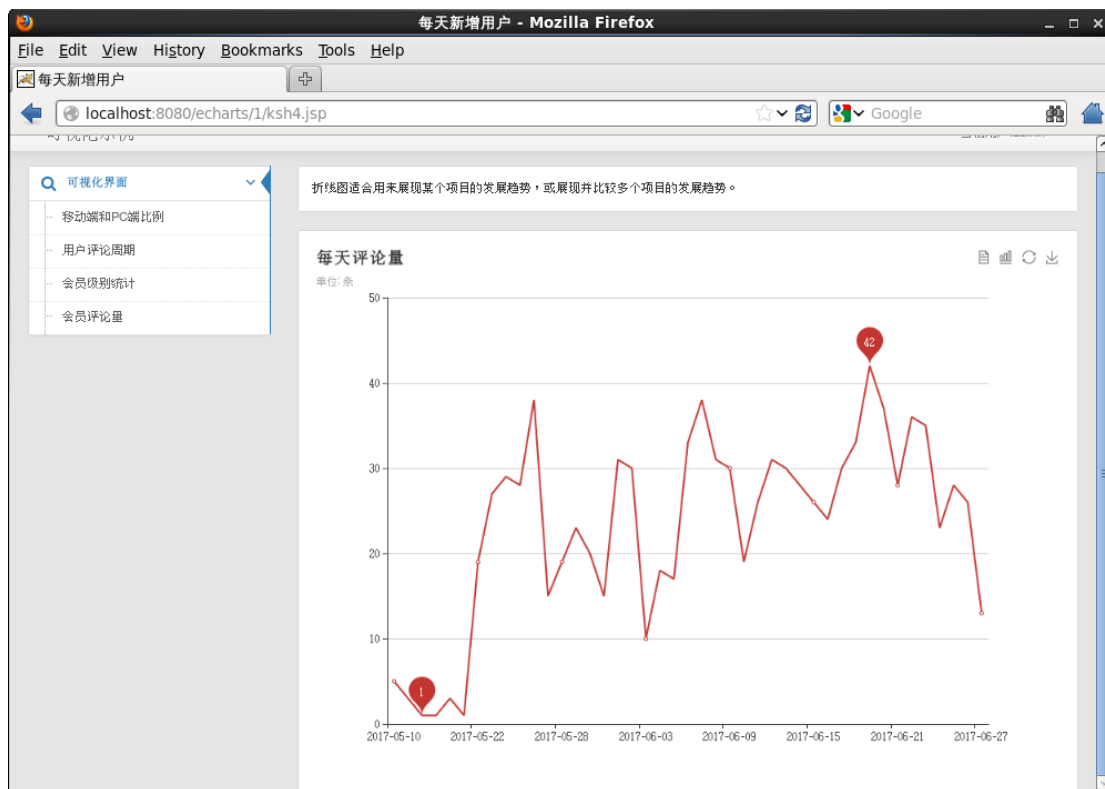 每天新增用户 - Mozilla Firefox
File Edit View History Bookmarks Tools Help
每天新增用户
localhost:8080/echarts/1/ksh4.jsp
Google
可视化界面
移动端和PC端比例
用户评论周期
会员级别统计
会员评论量
折线图适合用来展现某个项目的发展趋势，或展现并比较多个项目的发展趋势。
每天评论量
单位:条
50
42
40
30
20
10
1
0
2017-05-10 2017-05-22 2017-05-28 2017-06-03 2017-06-09 2017-06-15 2017-06-21 2017-06-27